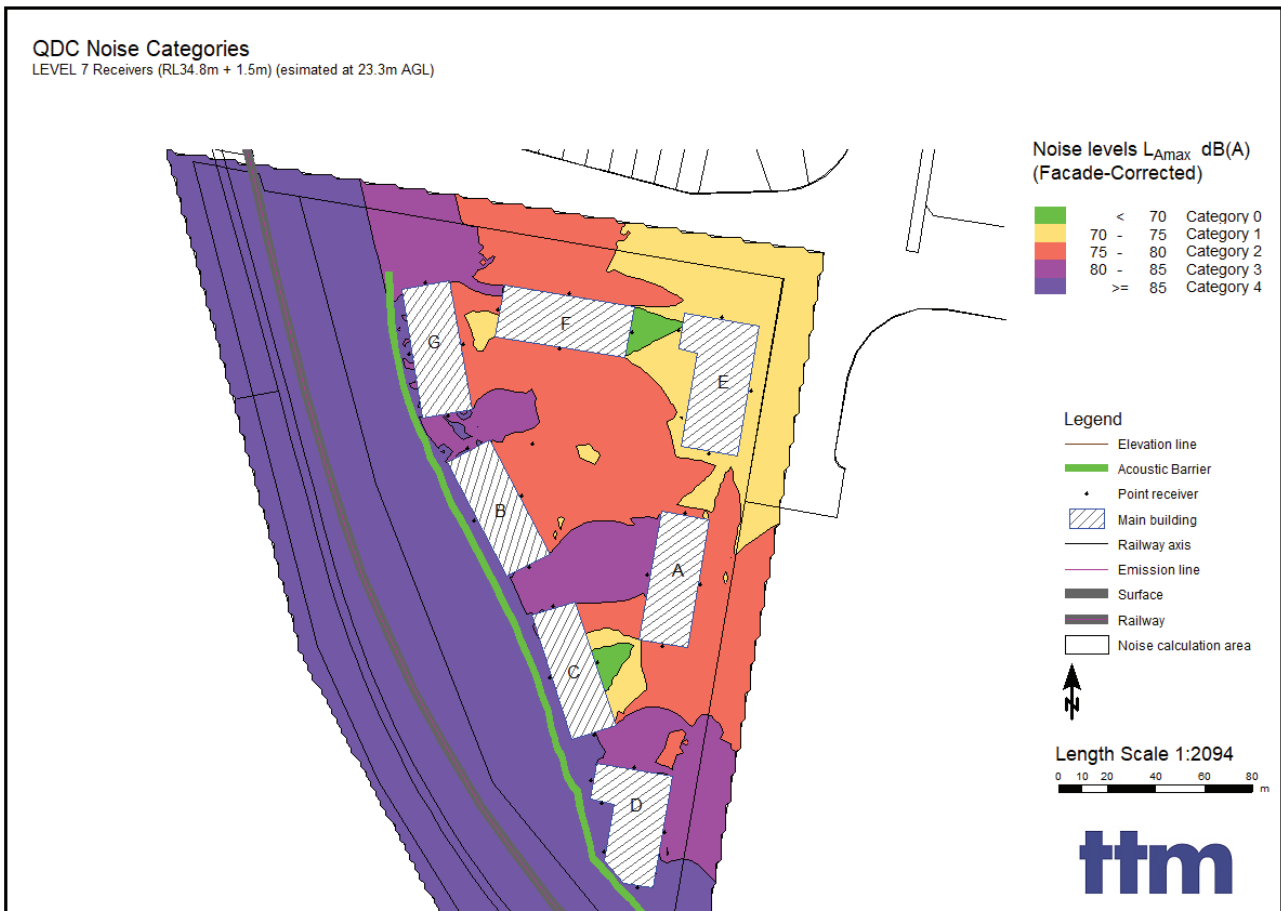 QDC Noise Categories
LEVEL 7 Receivers (RL34.8m + 1.5m) (esimated at 23.3m AGL)
Noise levels LAmax dB(A)
(Facade-Corrected)
< 70 Category 0
70 - 75 Category 1
75 - 80 Category 2
80 - 85 Category 3
>= 85 Category 4
G
F
E
B
A
C
D
Legend
Elevation line
Acoustic Barrier
Point receiver
Main building
Railway axis
Emission line
Surface
Railway
Noise calculation area
N
Length Scale 1:2094
0 10 20 40 60 80
m
ttm